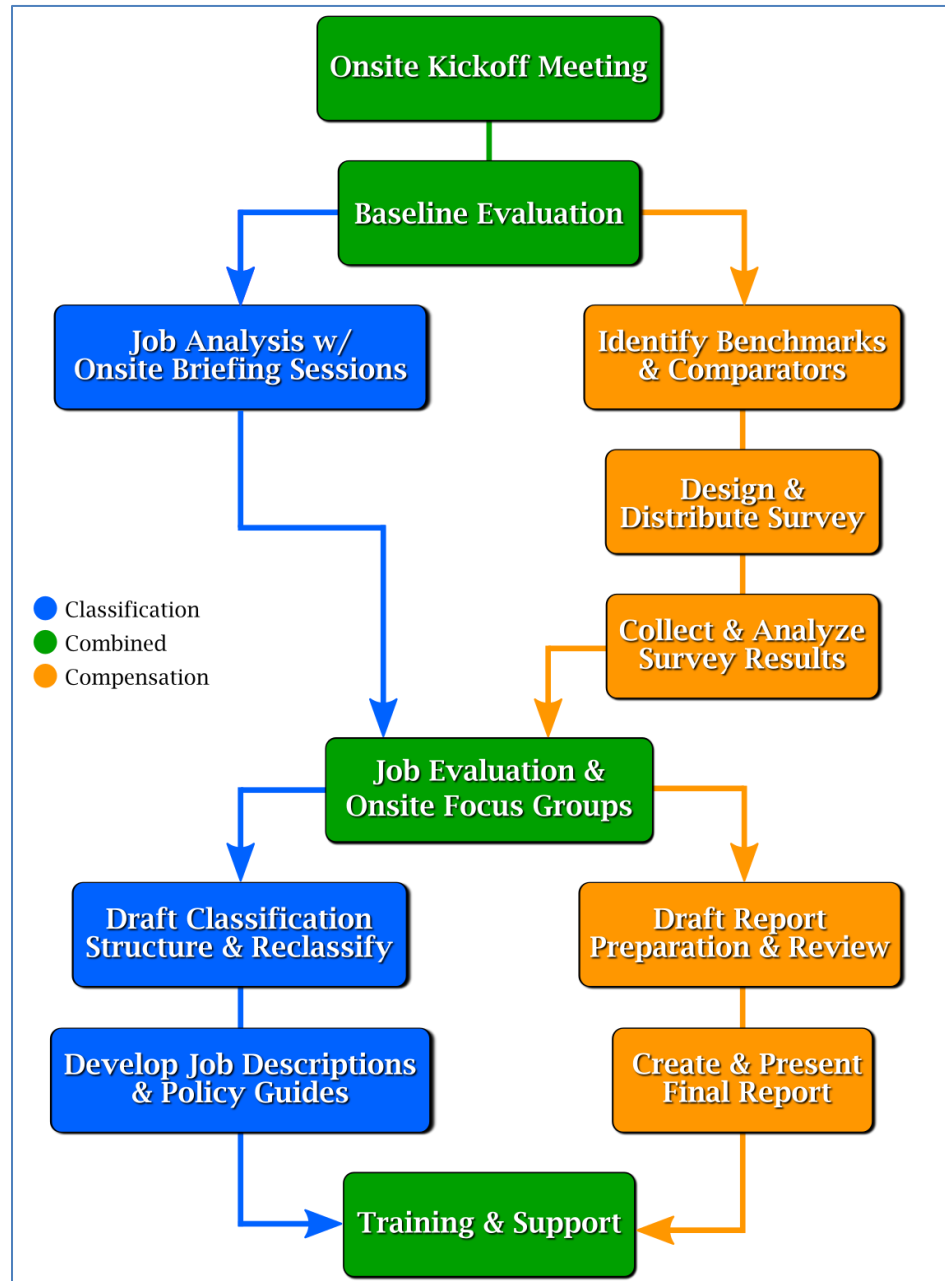 Onsite Kickoff Meeting
Baseline Evaluation
Job Analysis w/
Onsite Briefing Sessions
Identify Benchmarks
& Comparators
Design &
Distribute Survey
Classification
Combined
Compensation
Collect & Analyze
Survey Results
Job Evaluation &
Onsite Focus Groups
Draft Classification
Structure & Reclassify
Draft Report
Preparation & Review
Develop Job Descriptions
& Policy Guides
Create & Present
Final Report
Training & Support